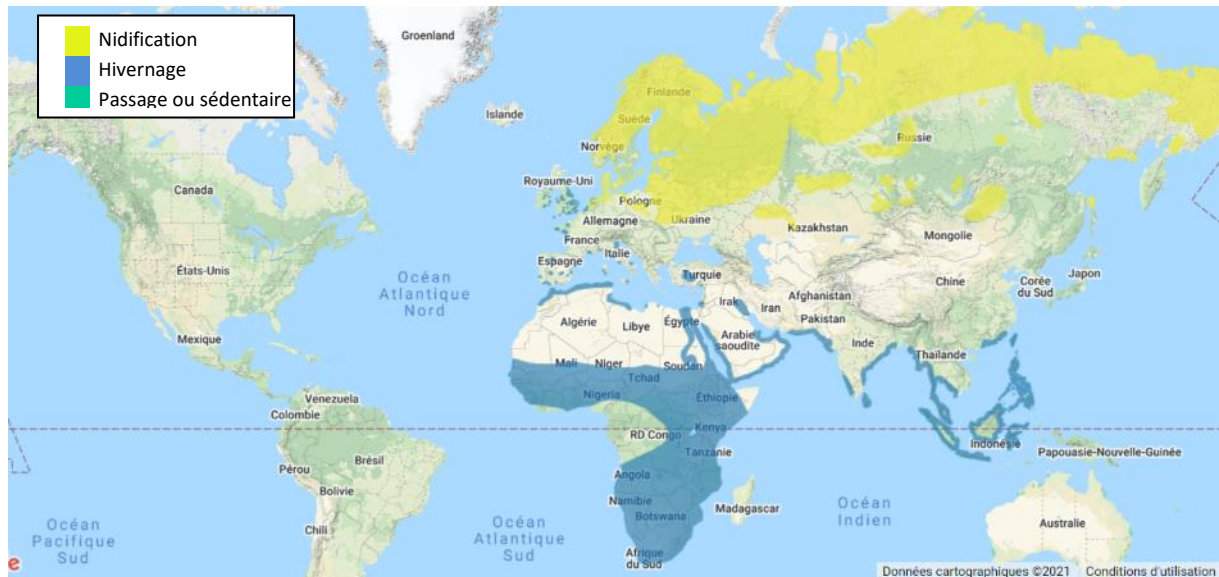 Nidification
Hivernage
Passage ou sédentaire
Groenland
Islande
Finlande
Suède
Norvège
Russie
Royaume-Uni
Canada
Pologne
Allemagne
Ukraine
France
Kazakhstan
Mongolie
Italie
Espagne
Turquie
États-Unis
Océan
Atlantique
Nord
Chine
Corée
du Sud
Japon
Afghanistan
Irak
Iran
Pakistan
Algérie
Libye
Égypte
Arabie
saoudite
Inde
Mexique
Thaïlande
Mali
Niger
Soudan
Tchad
Nigeria
Éthiopie
Venezuela
Colombie
RD Congo
Kenya
Indonésie
Tanzanie
Papouasie-Nouvelle-Guinée
Brésil
Pérou
Angola
Bolivie
Namibie
Madagascar
Océan
Indien
Botswana
Océan
Pacifique
Sud
Chili
Océan
Atlantique
Sud
Australie
Afrique
du Sud
e
Données cartographiques ©2021
Conditions d'utilisation